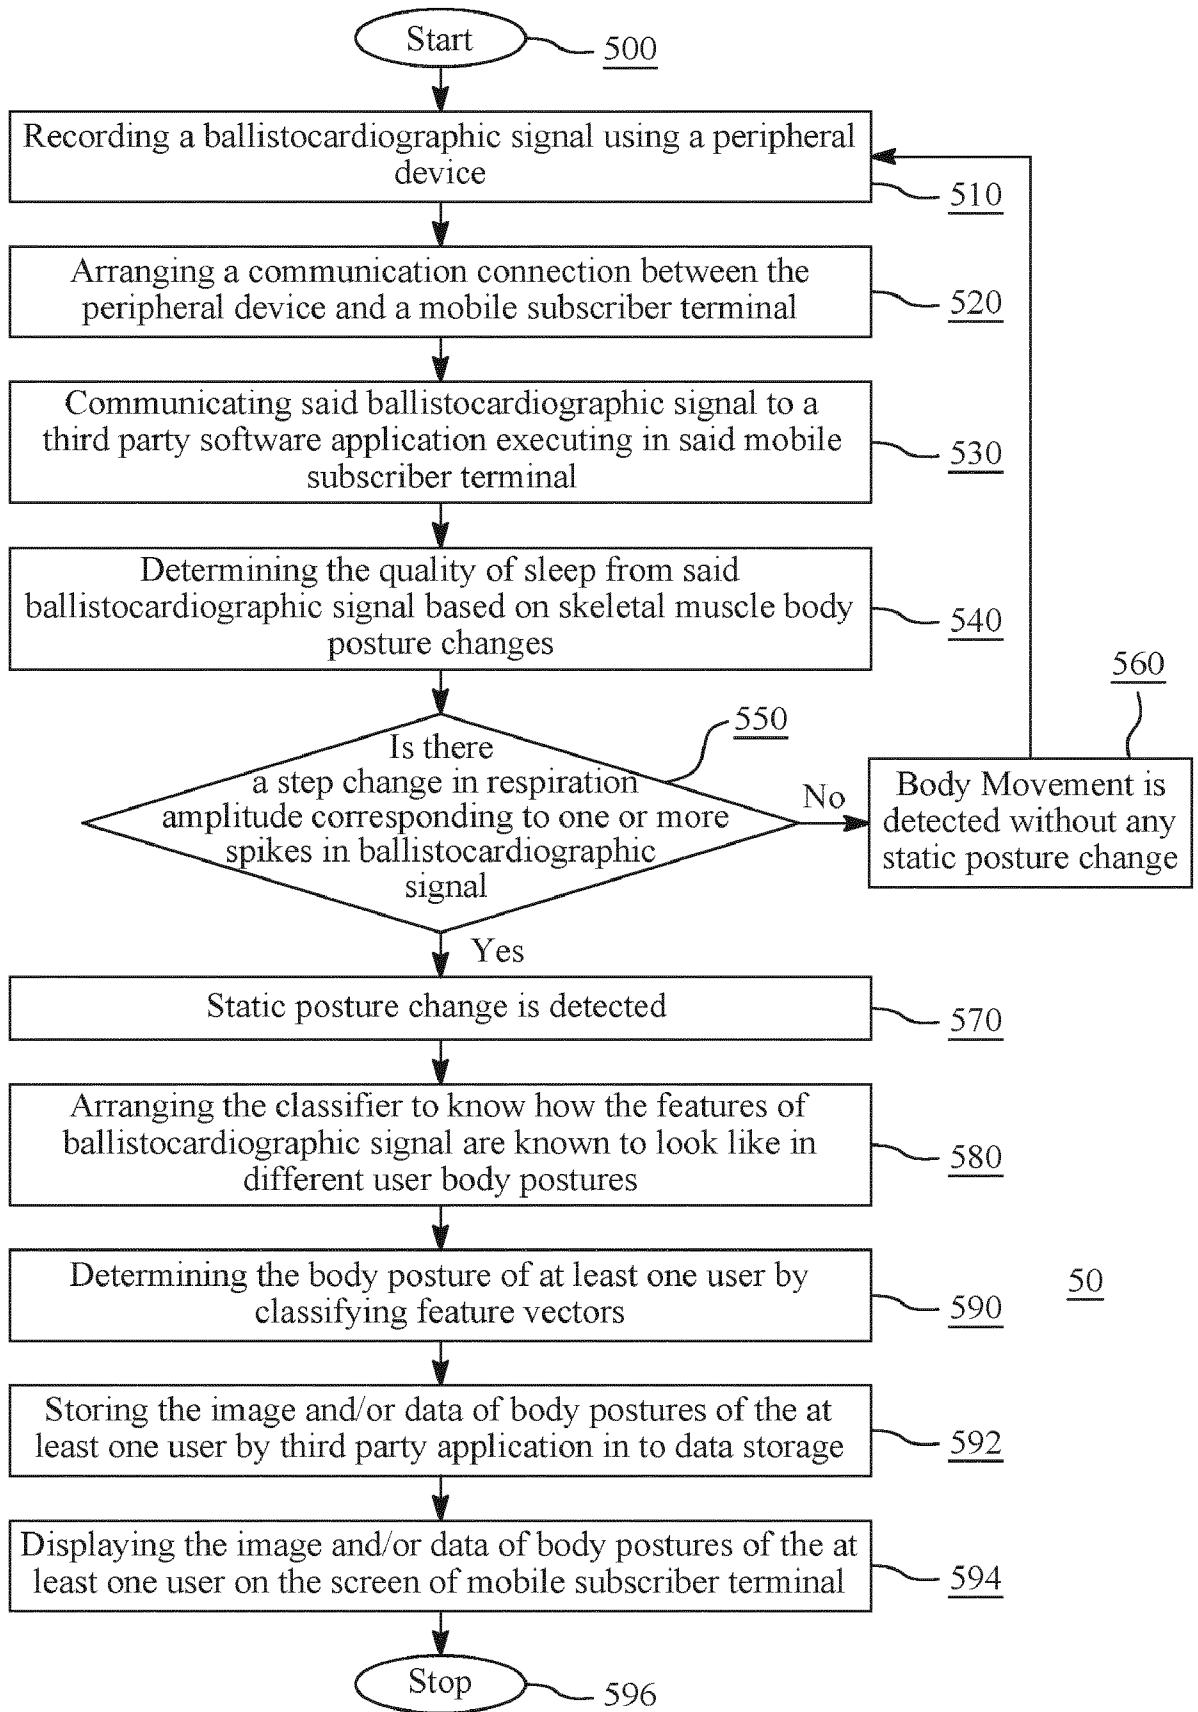 Start
500
Recording a ballistocardiographic signal using a peripheral
device
510
Arranging a communication connection between the
peripheral device and a mobile subscriber terminal
520
Communicating said ballistocardiographic signal to a
third party software application executing in said mobile
subscriber terminal
530
Determining the quality of sleep from said
ballistocardiographic signal based on skeletal muscle body
posture changes
540
Is there
a step change in respiration
amplitude corresponding to one or more
spikes in ballistocardiographic
signal
550
No
560
Body Movement is
detected without any
static posture change
Yes
Static posture change is detected
570
Arranging the classifier to know how the features of
ballistocardiographic signal are known to look like in
different user body postures
580
Determining the body posture of at least one user by
classifying feature vectors
590
50
Storing the image and/or data of body postures of the at
least one user by third party application in to data storage
592
Displaying the image and/or data of body postures of the at
least one user on the screen of mobile subscriber terminal
594
Stop
596